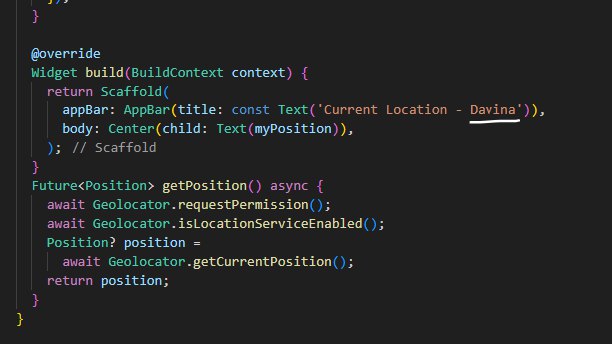 });
}
@override
Widget build(BuildContext context) {
return Scaffold(
appBar: AppBar(title: const Text('Current Location - Davina')),
body: Center(child: Text(myPosition)),
); // Scaffold
}
Future<Position> getPosition() async {
await Geolocator.requestPermission();
await Geolocator.isLocationServiceEnabled();
Position? position =
await Geolocator.getCurrentPosition();
return position;
}
}